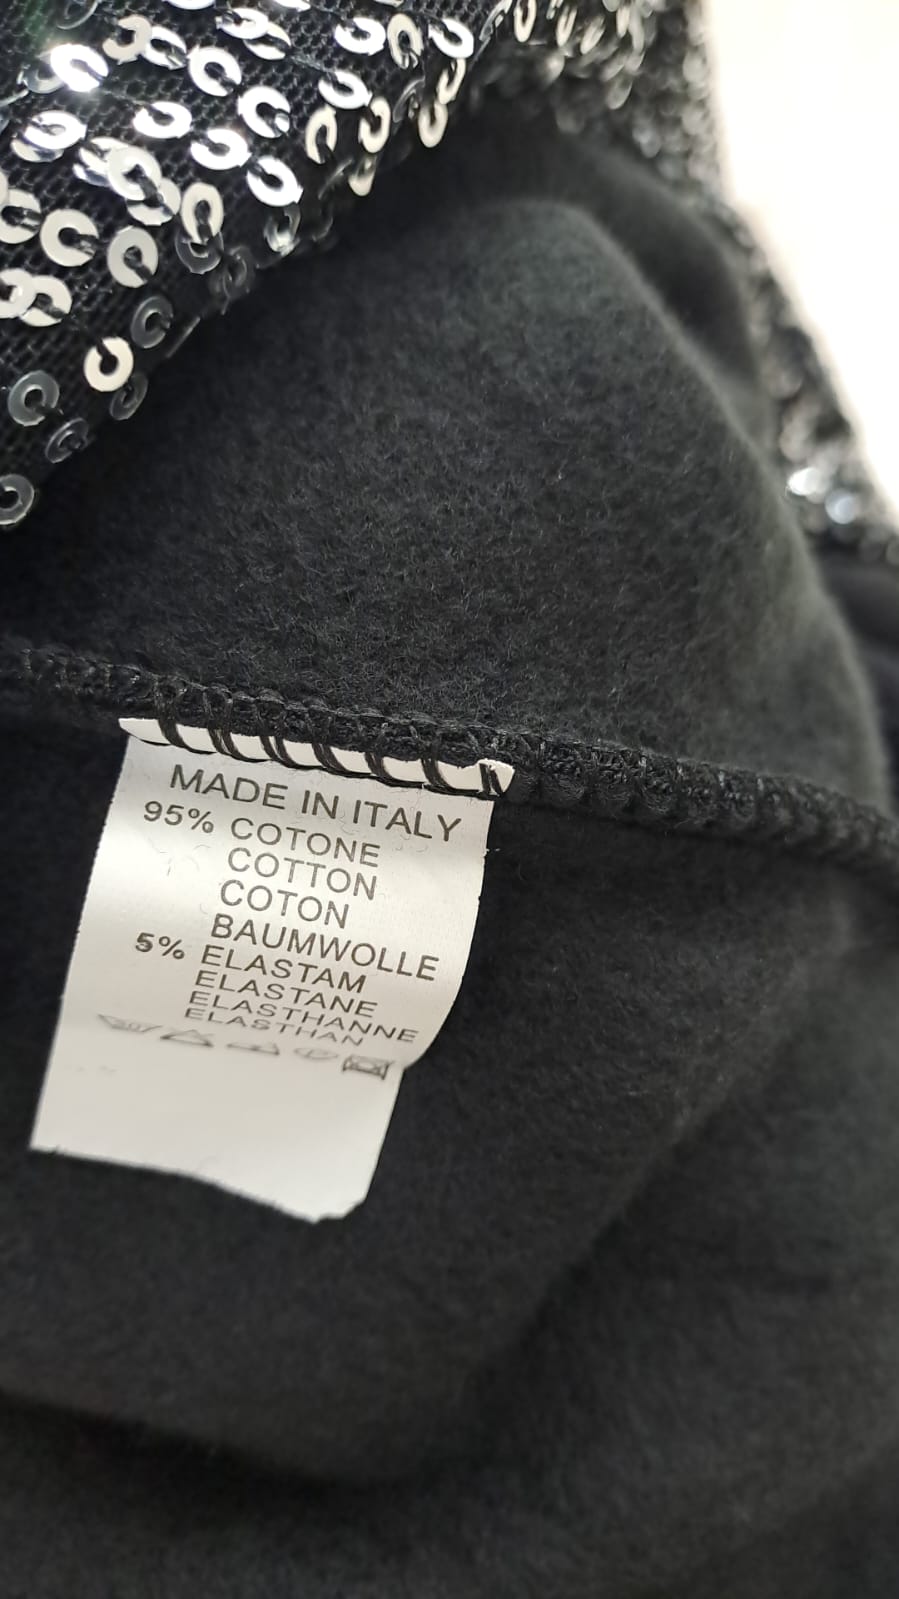 MADE IN ITALY
95% COTONE
COTTON
COTON
BAUMWOLLE
5% ELASTAM
ELASTANE
ELASTHANNE
ELASTHAN